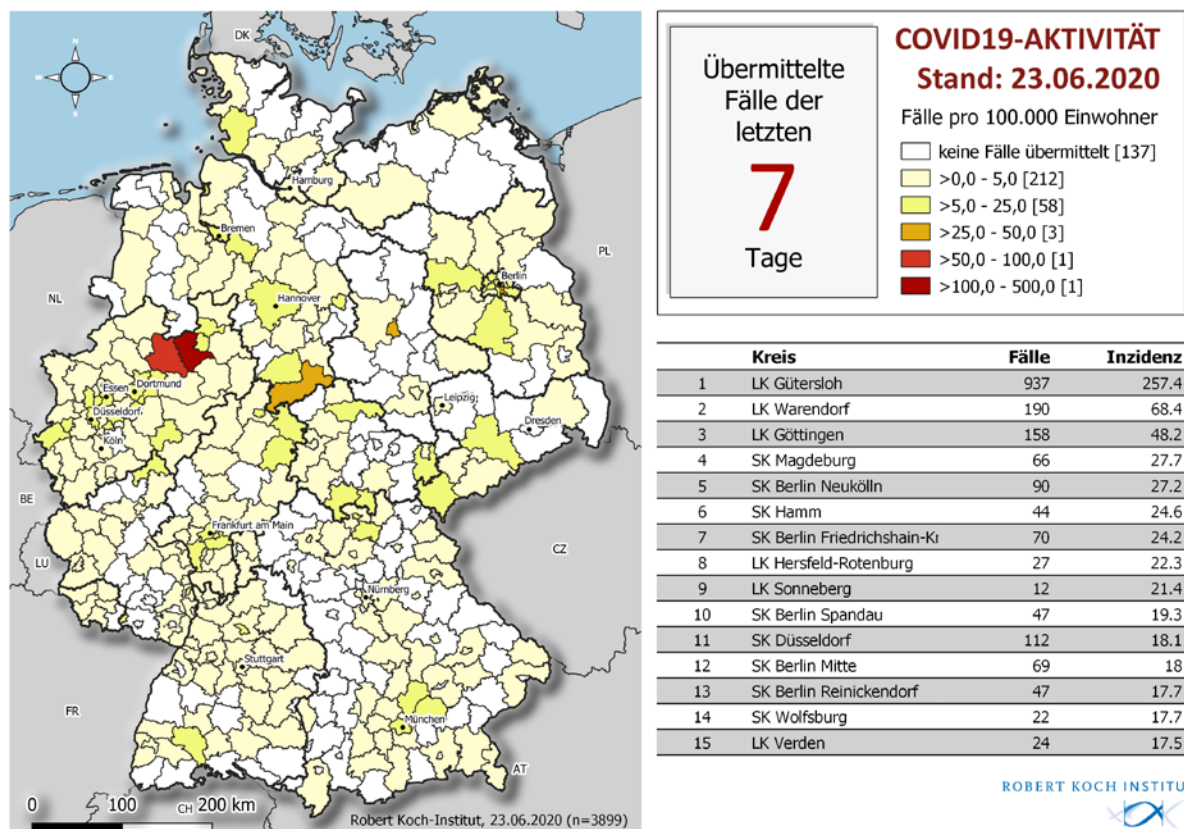 DK
N
W
E
S
Hamburg
Bremen
PL
Berlin
NL
Hannover
Essen
Dortmund
Düsseldorf
Leipzig
Köln
Dresden
BE
Frankfurt am Main
LU
CZ
Nürnberg
Stuttgart
FR
München
AT
0 100 200 km
CH
Robert Koch-Institut, 23.06.2020 (n=3899)
Übermittelte
Fälle der
letzten
7
Tage
COVID19-AKTIVITÄT
Stand: 23.06.2020
Fälle pro 100.000 Einwohner
keine Fälle übermittelt [137]
>0,0 - 5,0 [212]
>5,0 - 25,0 [58]
>25,0 - 50,0 [3]
>50,0 - 100,0 [1]
>100,0 - 500,0 [1]
Kreis Fälle Inzidenz
1 LK Gütersloh 937 257.4
2 LK Warendorf 190 68.4
3 LK Göttingen 158 48.2
4 SK Magdeburg 66 27.7
5 SK Berlin Neukölln 90 27.2
6 SK Hamm 44 24.6
7 SK Berlin Friedrichshain-Kr 70 24.2
8 LK Hersfeld-Rotenburg 27 22.3
9 LK Sonneberg 12 21.4
10 SK Berlin Spandau 47 19.3
11 SK Düsseldorf 112 18.1
12 SK Berlin Mitte 69 18
13 SK Berlin Reinickendorf 47 17.7
14 SK Wolfsburg 22 17.7
15 LK Verden 24 17.5
ROBERT KOCH INSTITU